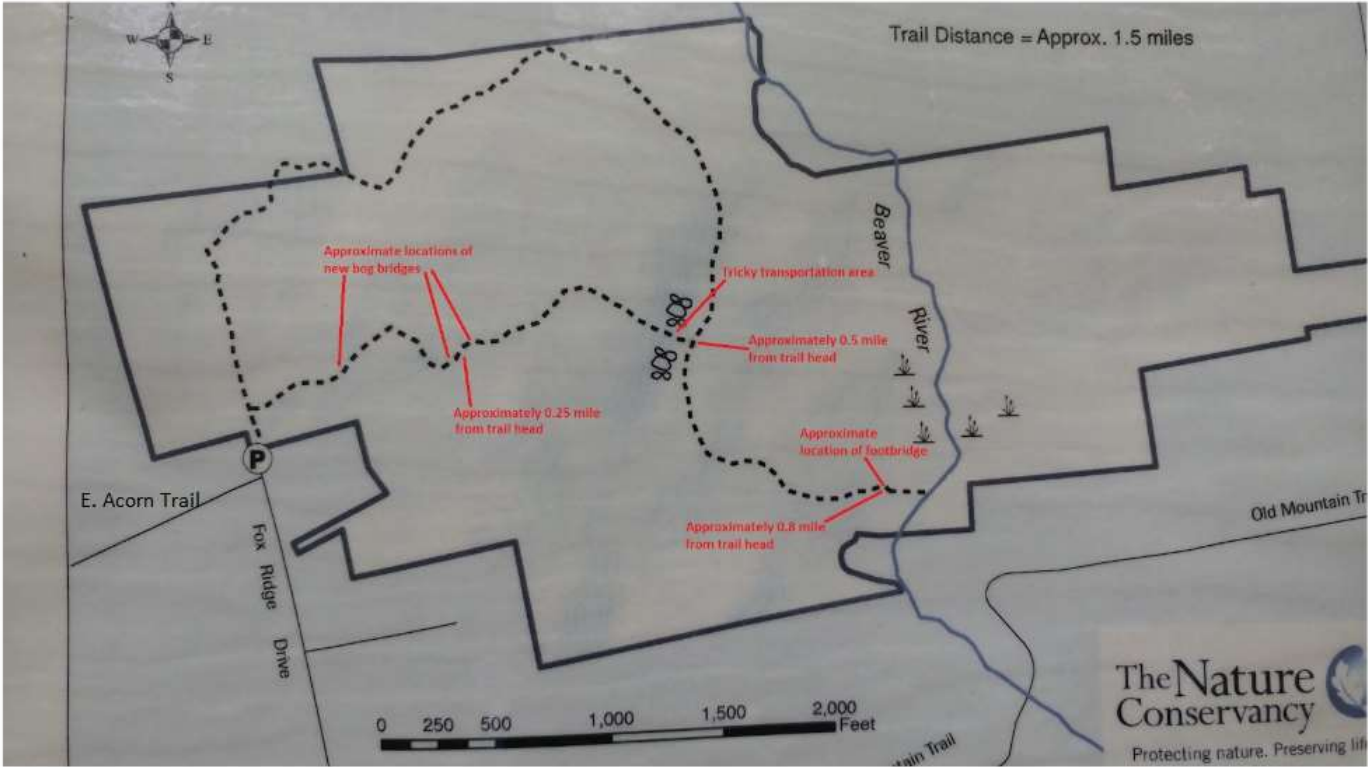 N
W
E
S
Trail Distance = Approx. 1.5 miles
Approximate locations of
new bog bridges
Beaver
River
Tricky transportation area
Approximately 0.5 mile
from trail head
Approximately 0.25 mile
from trail head
Approximate
location of footbridge
P
E. Acorn Trail
Fox Ridge Drive
Approximately 0.8 mile
from trail head
Old Mountain Tr
0 250 500 1,000 1,500 2,000
Feet
tain Trail
The Nature
Conservancy
Protecting nature. Preserving lif